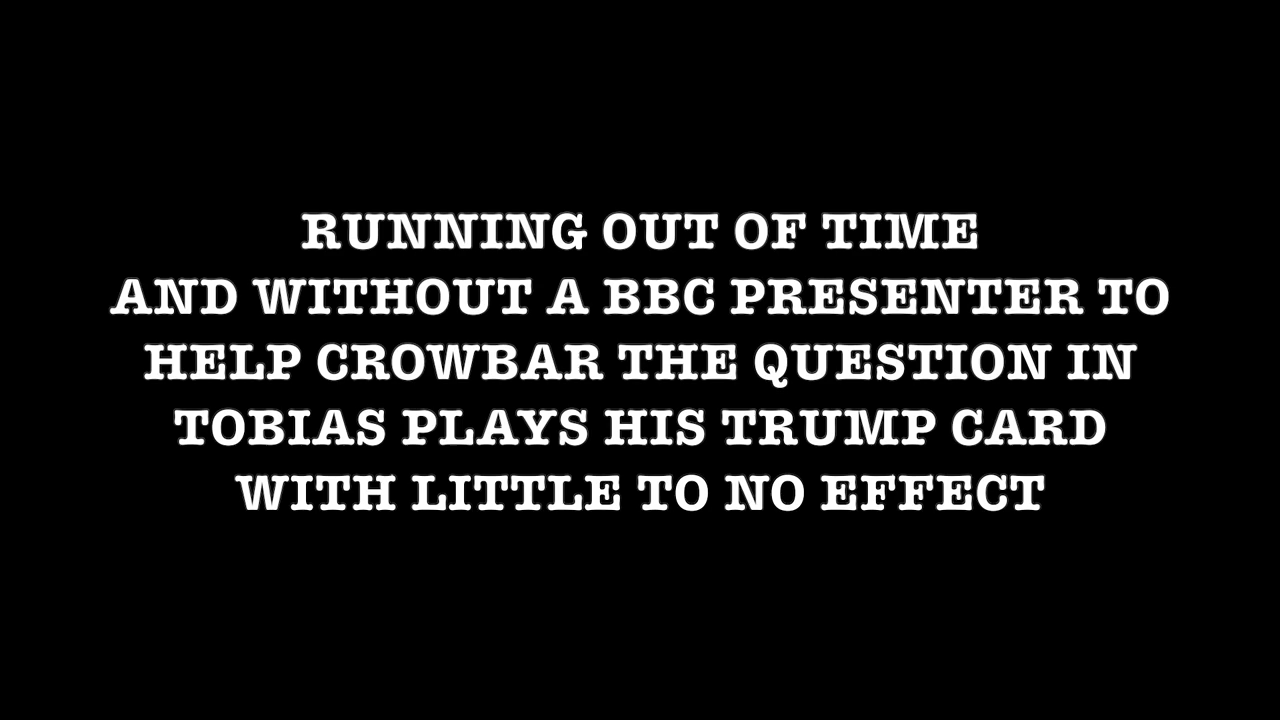 RUNNING OUT OF TIME
AND WITHOUT A BBC PRESENTER TO
HELP CROWBAR THE QUESTION IN
TOBIAS PLAYS HIS TRUMP CARD
WITH LITTLE TO NO EFFECT